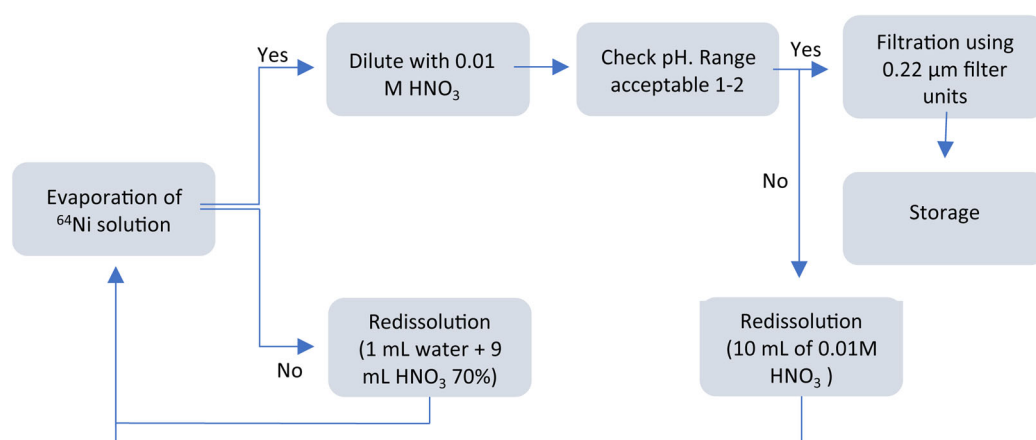 Yes
Dilute with 0.01
M HNO₃
Check pH. Range
acceptable 1-2
Yes
Filtration using
0.22 µm filter
units
No
Evaporation of
⁶⁴Ni solution
Storage
No
Redissolution
(1 mL water + 9
mL HNO₃ 70%)
Redissolution
(10 mL of 0.01M
HNO₃ )